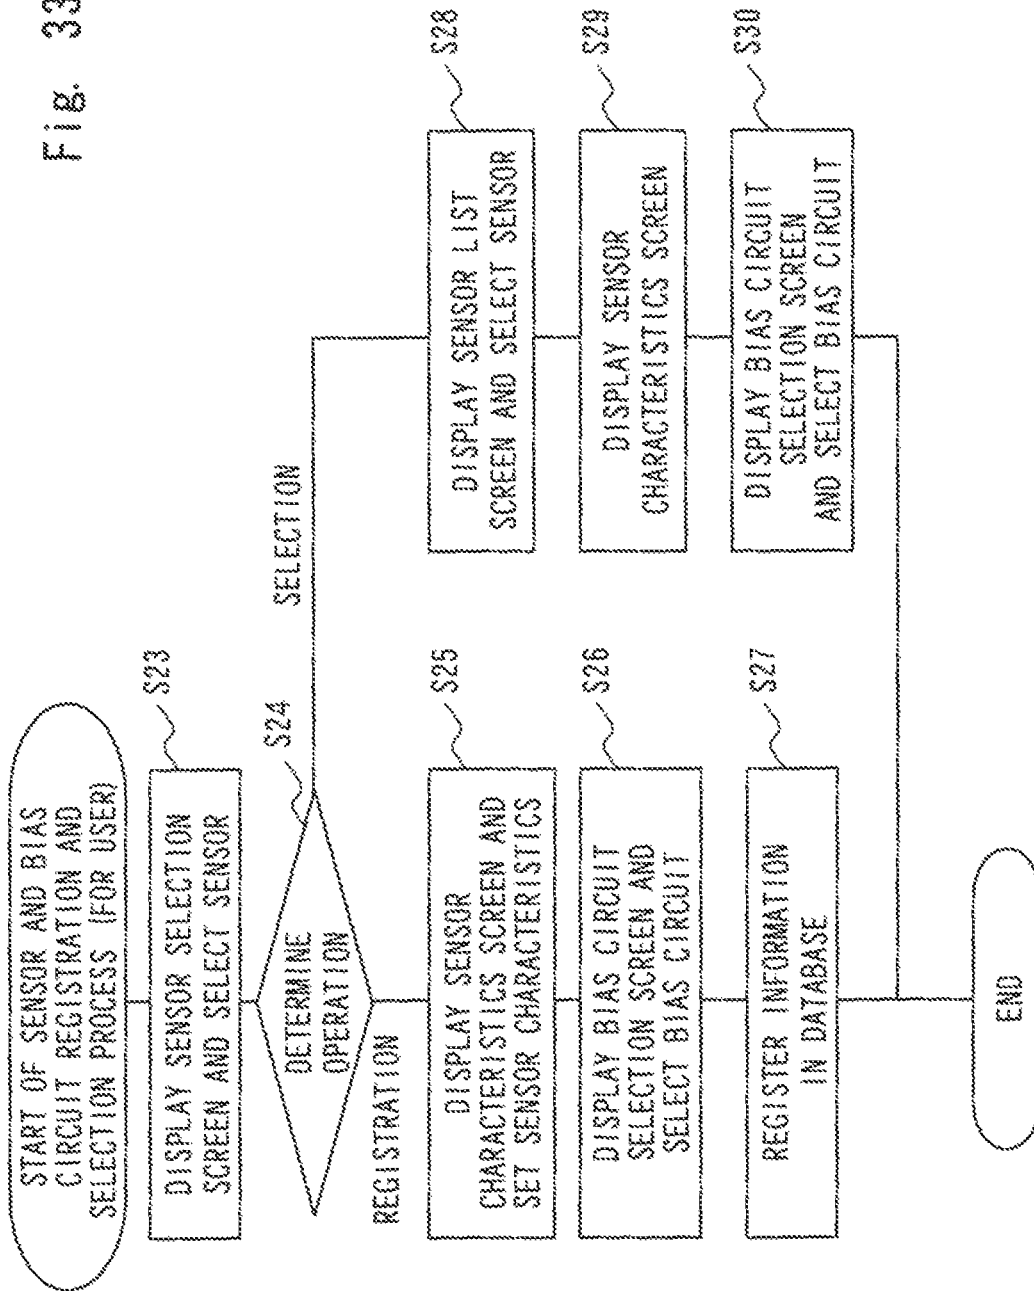 Fig. 33
START OF SENSOR AND BIAS
CIRCUIT REGISTRATION AND
SELECTION PROCESS (FOR USER)
S23
DISPLAY SENSOR SELECTION
SCREEN AND SELECT SENSOR
S24
DETERMINE
OPERATION
SELECTION
REGISTRATION
S25
DISPLAY SENSOR
CHARACTERISTICS SCREEN AND
SET SENSOR CHARACTERISTICS
S26
DISPLAY BIAS CIRCUIT
SELECTION SCREEN AND
SELECT BIAS CIRCUIT
S27
REGISTER INFORMATION
IN DATABASE
S28
DISPLAY SENSOR LIST
SCREEN AND SELECT SENSOR
S29
DISPLAY SENSOR
CHARACTERISTICS SCREEN
S30
DISPLAY BIAS CIRCUIT
SELECTION SCREEN
AND SELECT BIAS CIRCUIT
END